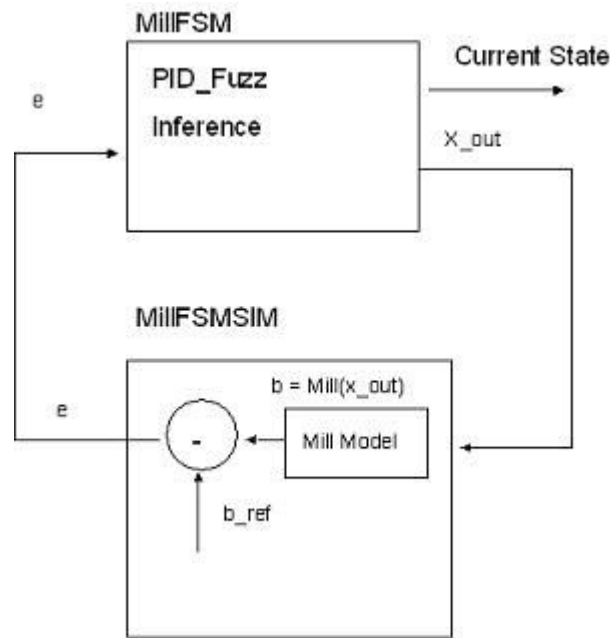 MillFSM
PID_Fuzz
Inference
Current State
e
X_out
MillFSMSIM
b = Mill(x_out)
e
-
Mill Model
b_ref